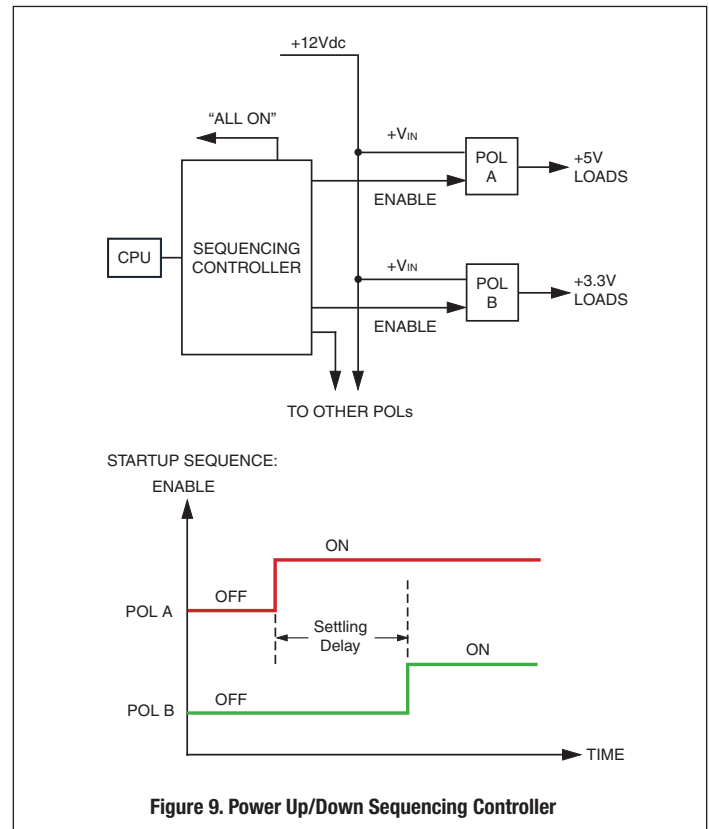 +12Vdc
“ALL ON”
+VIN
POL
A
+5V
LOADS
ENABLE
CPU
SEQUENCING
CONTROLLER
+VIN
POL
B
+3.3V
LOADS
ENABLE
TO OTHER POLs
STARTUP SEQUENCE:
ENABLE
ON
OFF
POL A
Settling
Delay
ON
OFF
POL B
TIME
Figure 9. Power Up/Down Sequencing Controller